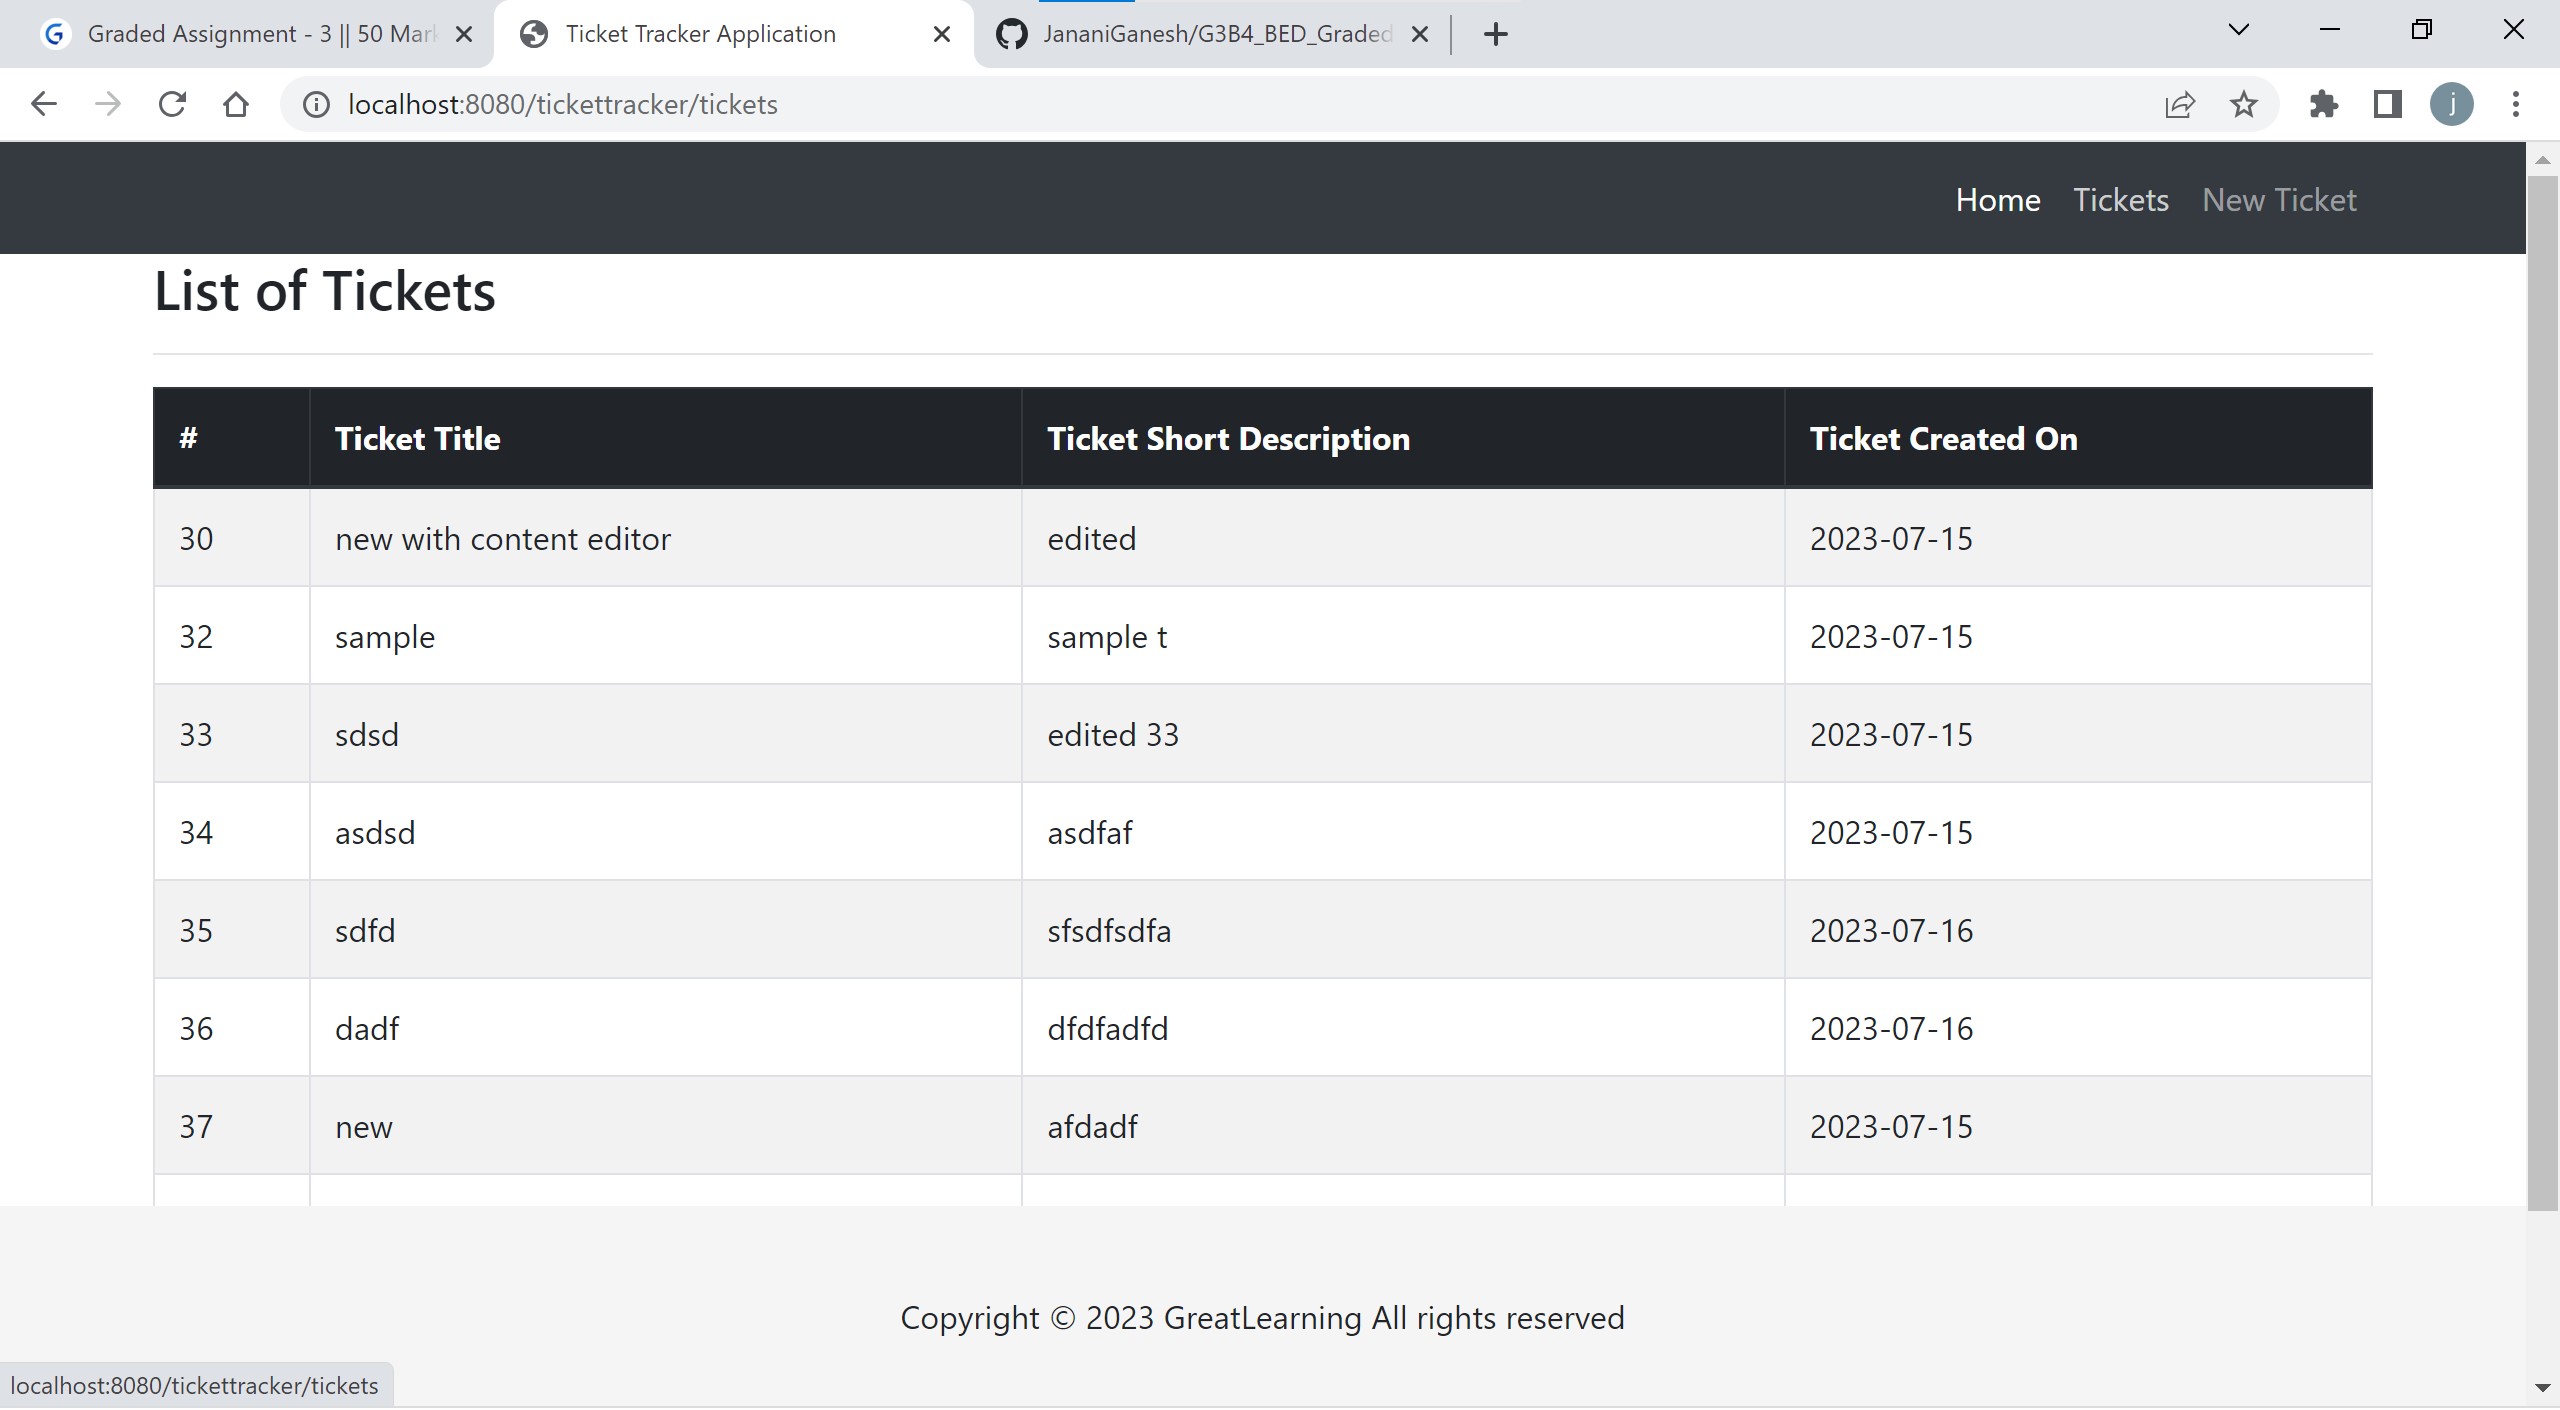 Graded Assignment - 3 || 50 Mar
Ticket Tracker Application
JananiGanesh/G3B4_BED_Graded
localhost:8080/tickettracker/tickets
j
Home Tickets New Ticket
List of Tickets
# Ticket Title Ticket Short Description Ticket Created On
30 new with content editor edited 2023-07-15
32 sample sample t 2023-07-15
33 sdsd edited 33 2023-07-15
34 asdsd asdfaf 2023-07-15
35 sdfd sfsdfsdfa 2023-07-16
36 dadf dfdfadfd 2023-07-16
37 new afdadf 2023-07-15
Copyright © 2023 GreatLearning All rights reserved
localhost:8080/tickettracker/tickets